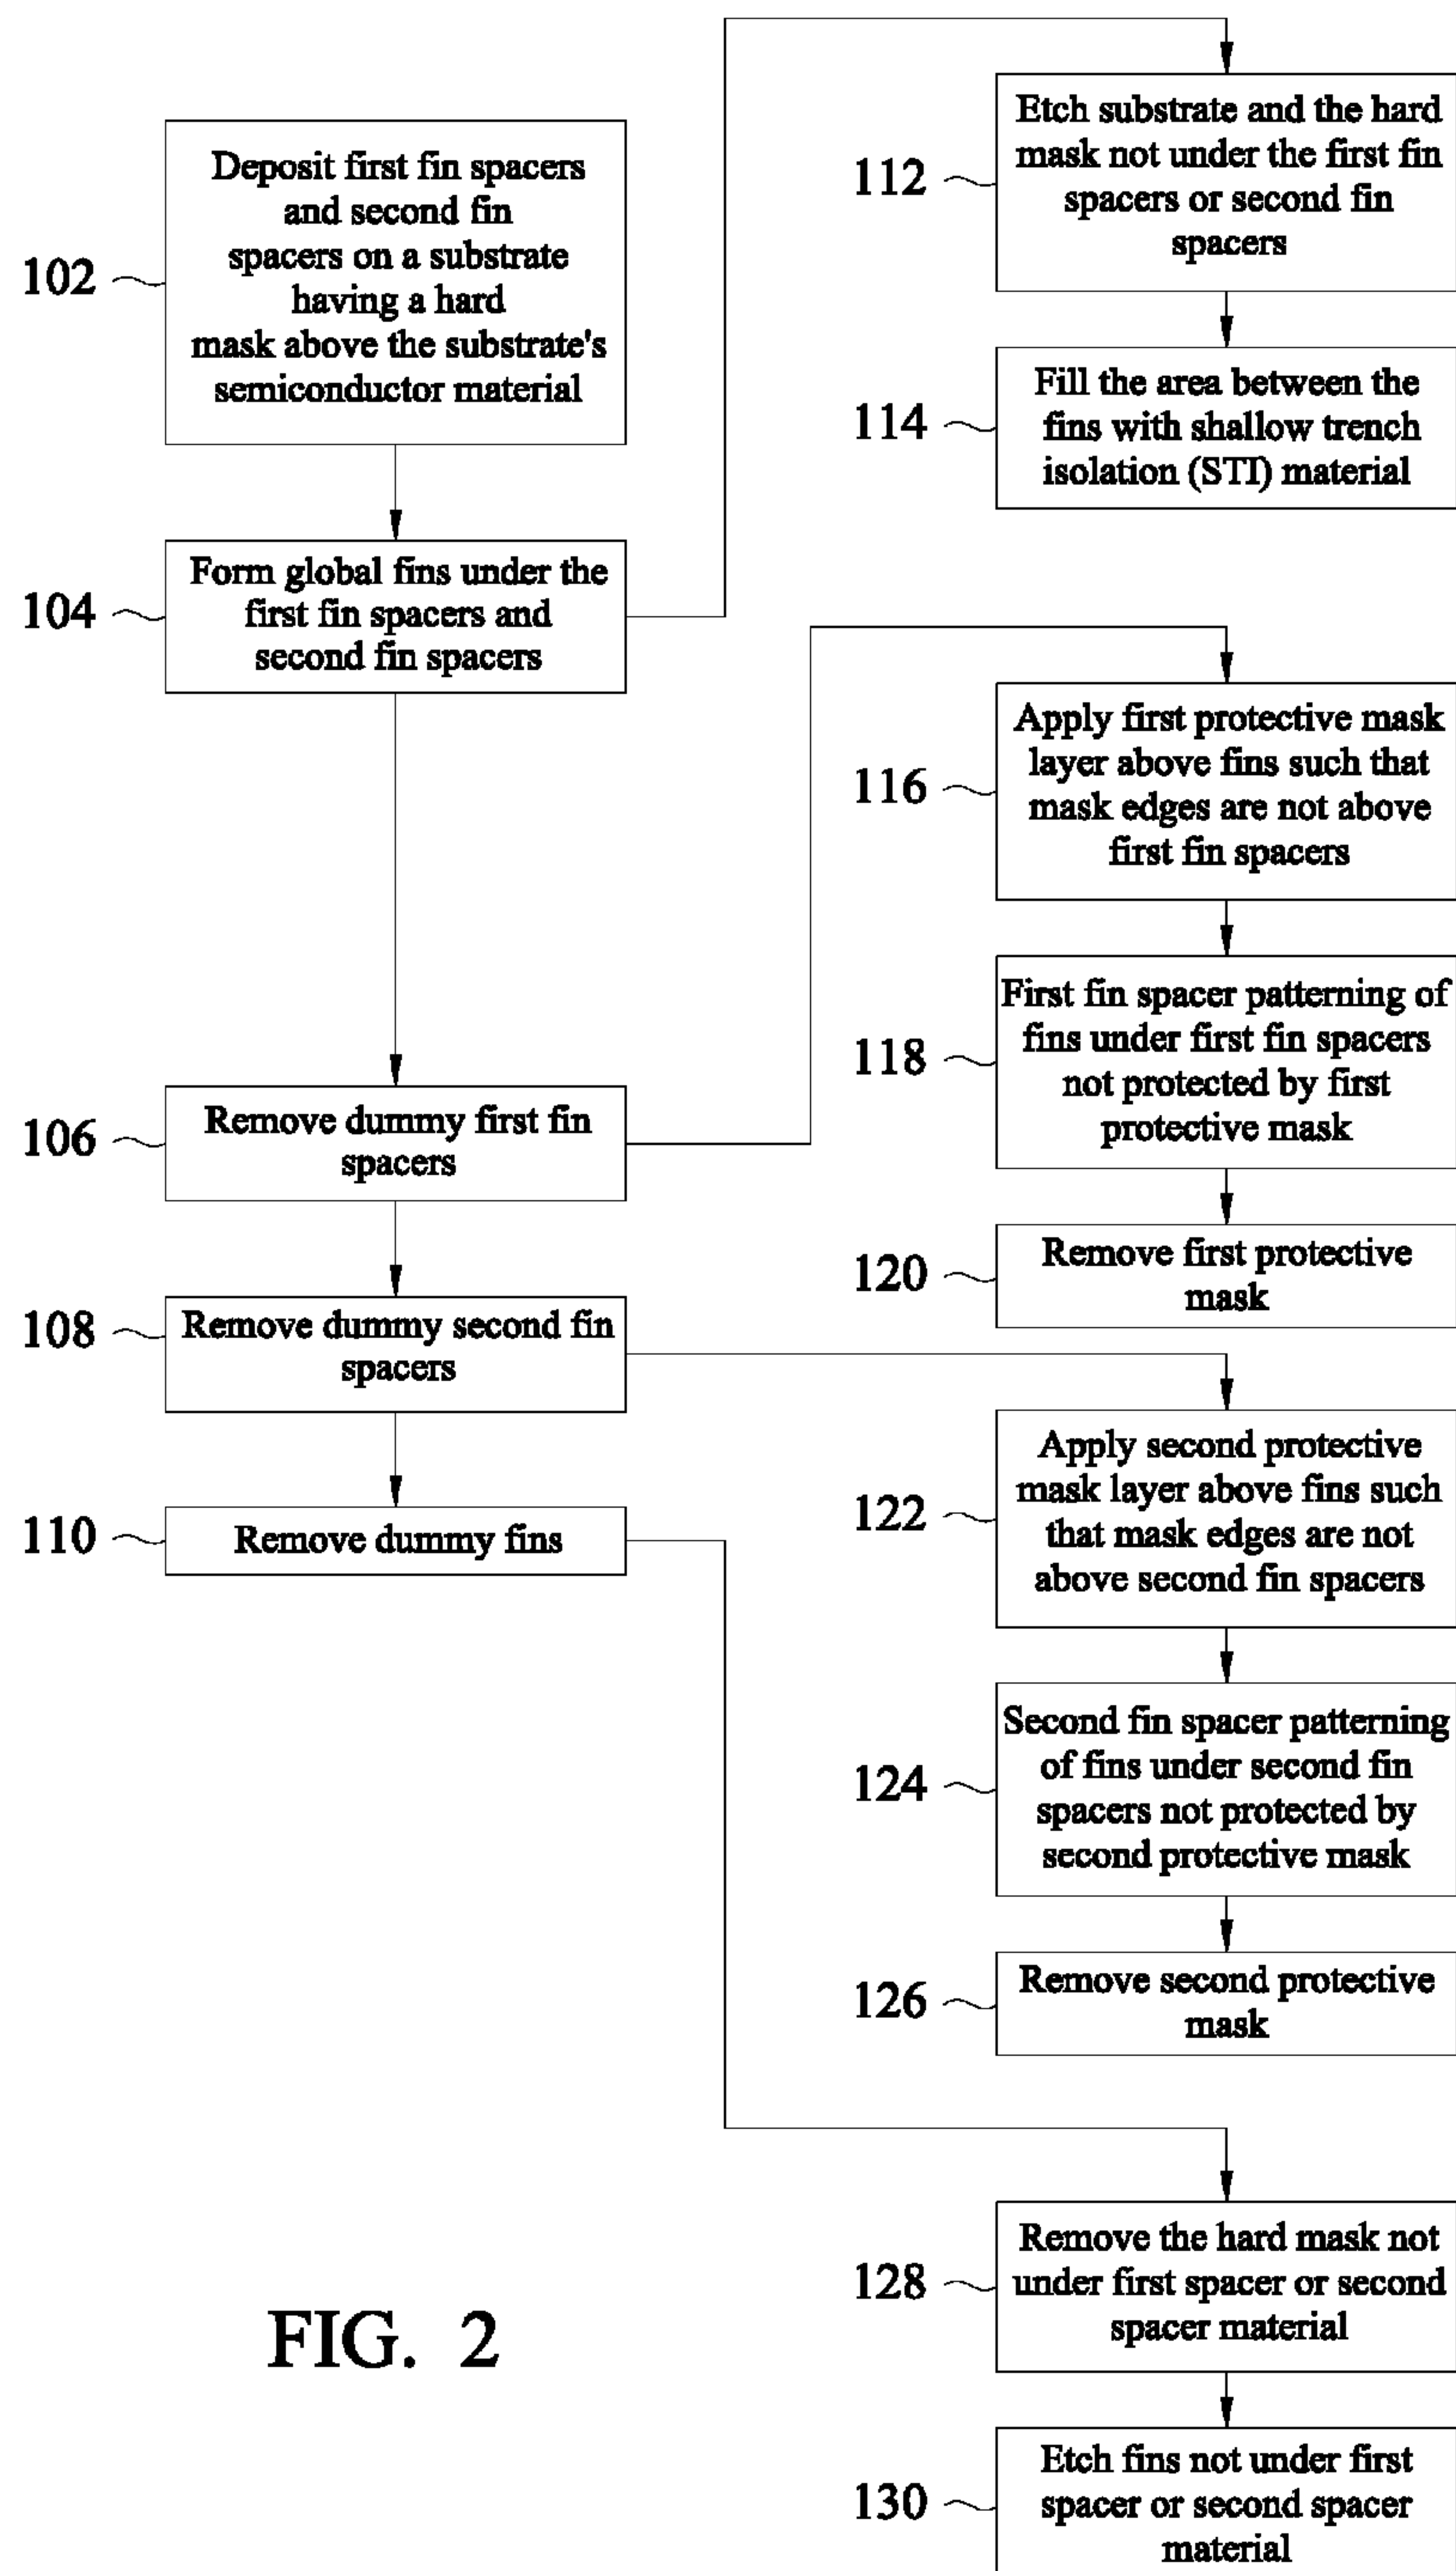 102
Deposit first fin spacers
and second fin
spacers on a substrate
having a hard
mask above the substrate's
semiconductor material
104
Form global fins under the
first fin spacers and
second fin spacers
106
Remove dummy first fin
spacers
108
Remove dummy second fin
spacers
110
Remove dummy fins
112
Etch substrate and the hard
mask not under the first fin
spacers or second fin
spacers
114
Fill the area between the
fins with shallow trench
isolation (STI) material
116
Apply first protective mask
layer above fins such that
mask edges are not above
first fin spacers
118
First fin spacer patterning of
fins under first fin spacers
not protected by first
protective mask
120
Remove first protective
mask
122
Apply second protective
mask layer above fins such
that mask edges are not
above second fin spacers
124
Second fin spacer patterning
of fins under second fin
spacers not protected by
second protective mask
126
Remove second protective
mask
128
Remove the hard mask not
under first spacer or second
spacer material
130
Etch fins not under first
spacer or second spacer
material
FIG. 2